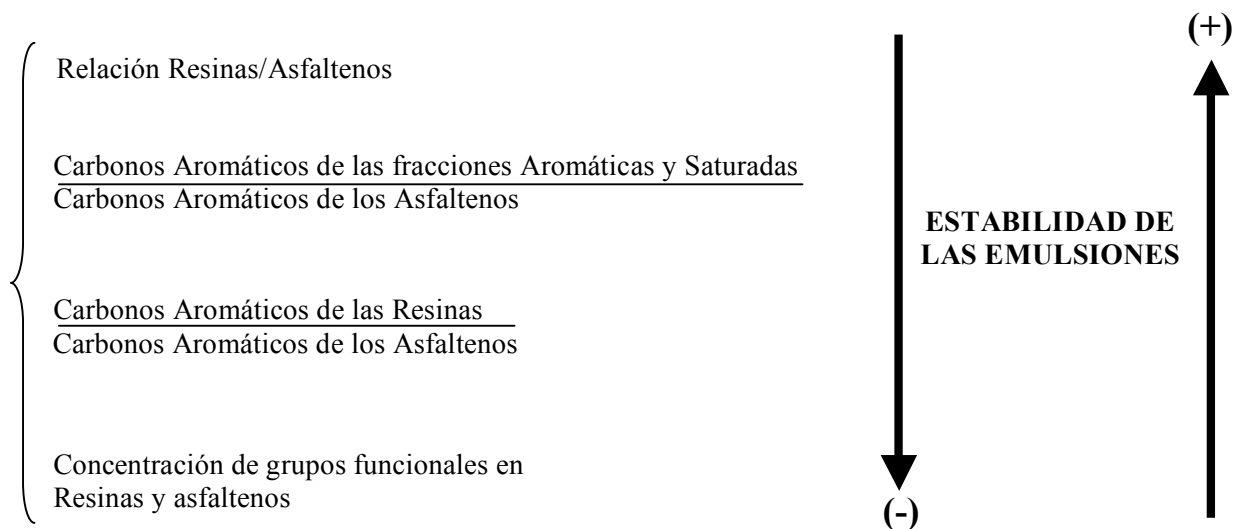 (+)
Relación Resinas/Asfaltenos
Carbonos Aromáticos de las fracciones Aromáticas y Saturadas
Carbonos Aromáticos de los Asfaltenos
ESTABILIDAD DE
LAS EMULSIONES
Carbonos Aromáticos de las Resinas
Carbonos Aromáticos de los Asfaltenos
Concentración de grupos funcionales en
Resinas y asfaltenos
(-)